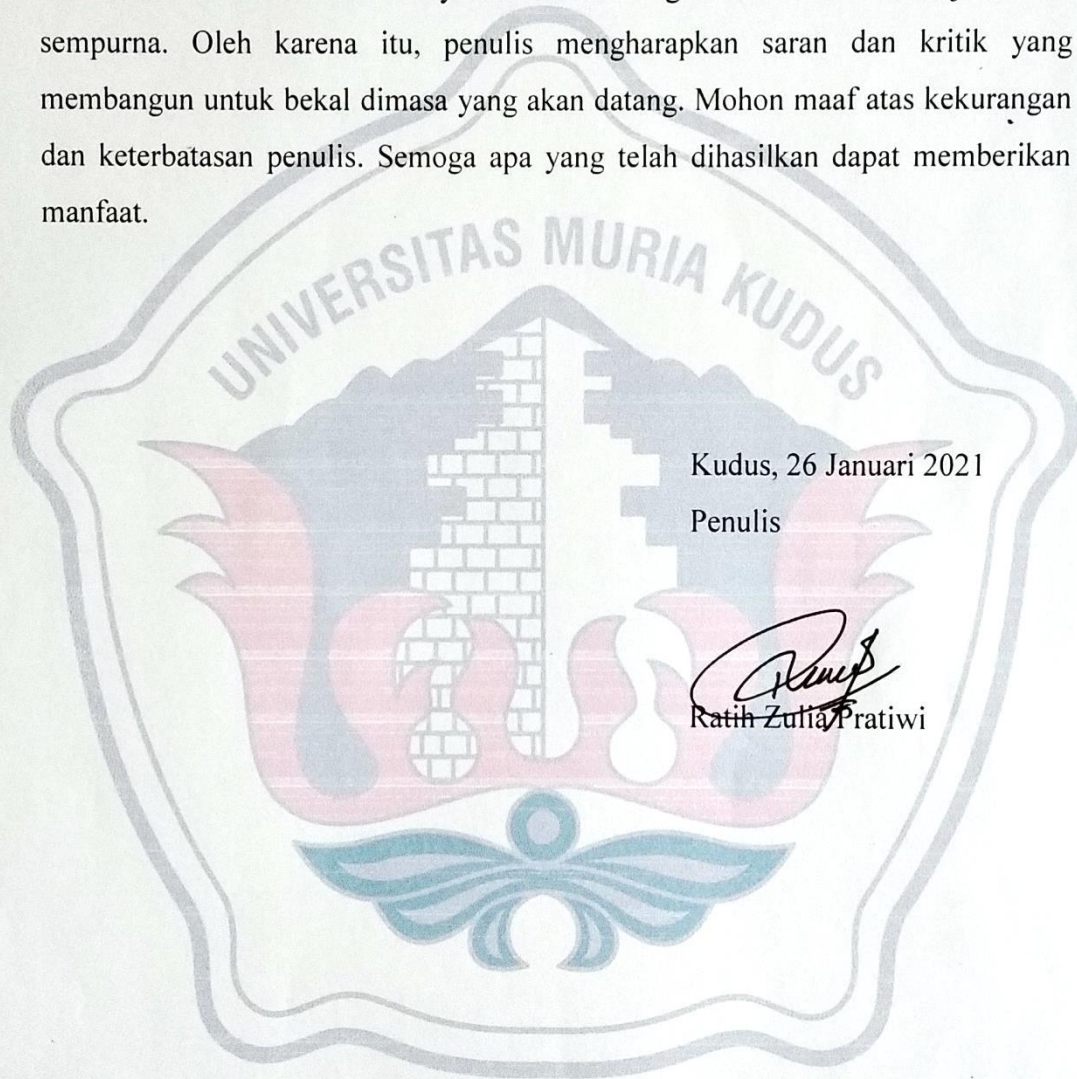 sempurna. Oleh karena itu, penulis mengharapkan saran dan kritik yang
membangun untuk bekal dimasa yang akan datang. Mohon maaf atas kekurangan
dan keterbatasan penulis. Semoga apa yang telah dihasilkan dapat memberikan
manfaat.
UNIVERSITAS MURIA KUDUS
Kudus, 26 Januari 2021
Penulis
Ratih Zulia Pratiwi